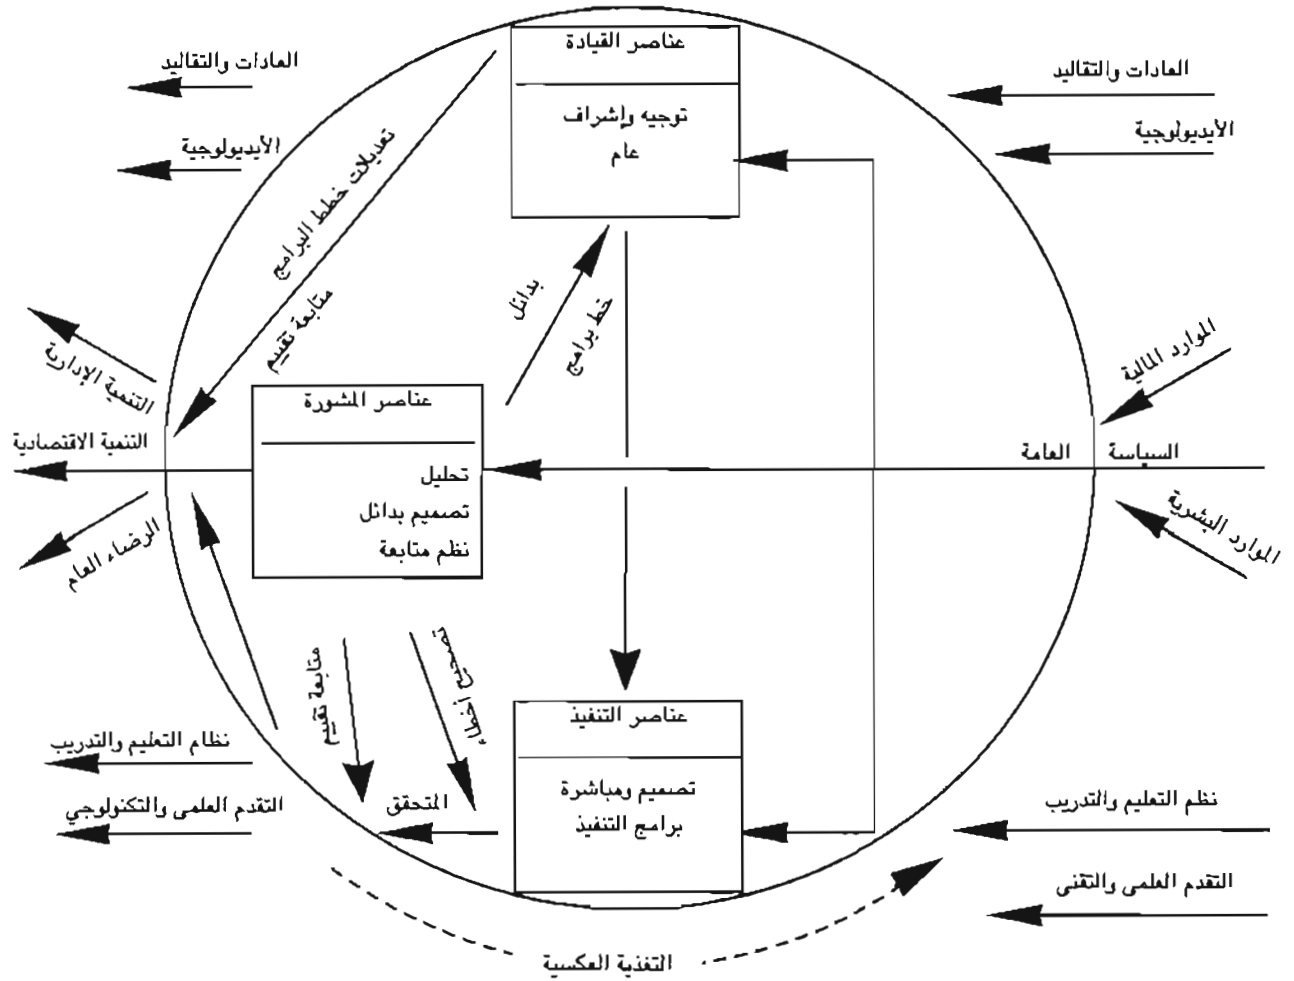 عناصر القيادة
توجيه وإشراف
عام
العادات والتقاليد
الأيديولوجية
العادات والتقاليد
الأيديولوجية
تعديلات خطط البرامج
متابعة تقييم
بدائل
خط برامج
الموارد المالية
السياسة العامة
الموارد البشرية
عناصر المشورة
تحليل
تصميم بدائل
نظم متابعة
التنمية الإدارية
التنمية الاقتصادية
الرضاء العام
متابعة تقييم
تصحيح أخطاء
عناصر التنفيذ
تصميم ومباشرة
برامج التنفيذ
المتحقق
نظم التعليم والتدريب
التقدم العلمى والتقنى
نظام التعليم والتدريب
التقدم العلمى والتكنولوجي
التغذية العكسية